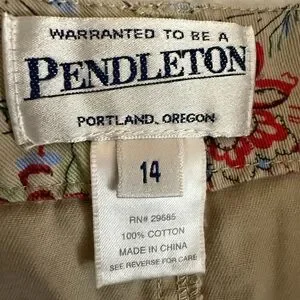 WARRANTED TO BE A
PENDLETON
PORTLAND, OREGON
14
RN# 29685
100% COTTON
MADE IN CHINA
SEE REVERSE FOR CARE